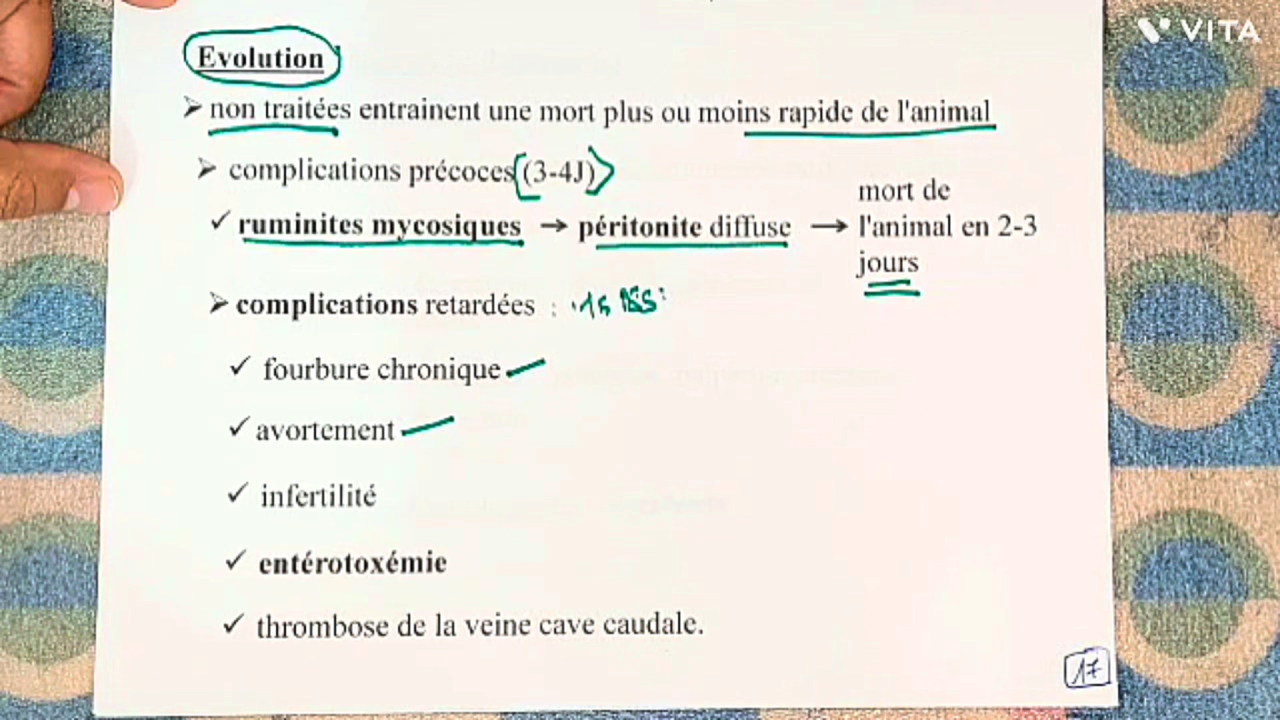 VITA
Evolution
➢ non traitées entrainent une mort plus ou moins rapide de l'animal
➢ complications précoces (3-4J)
✓ ruminites mycosiques → péritonite diffuse → mort de l'animal en 2-3 jours
➢ complications retardées :
✓ fourbure chronique
✓ avortement
✓ infertilité
✓ entérotoxémie
✓ thrombose de la veine cave caudale.
17